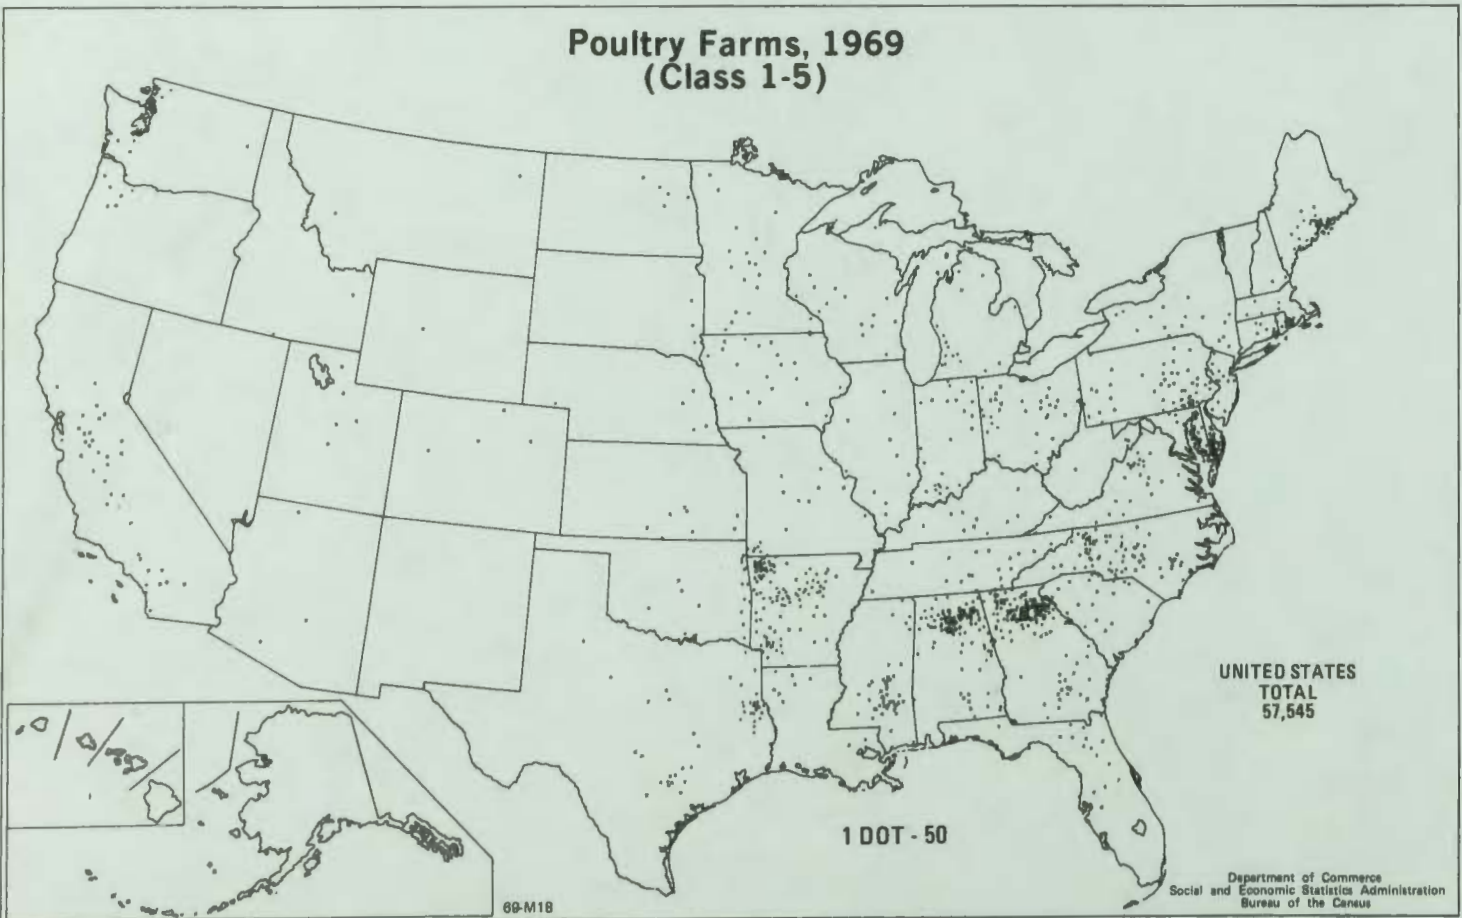 Poultry Farms, 1969
(Class 1-5)
UNITED STATES
TOTAL
57,545
1 DOT - 50
Department of Commerce
Social and Economic Statistics Administration
Bureau of the Census
69-M18